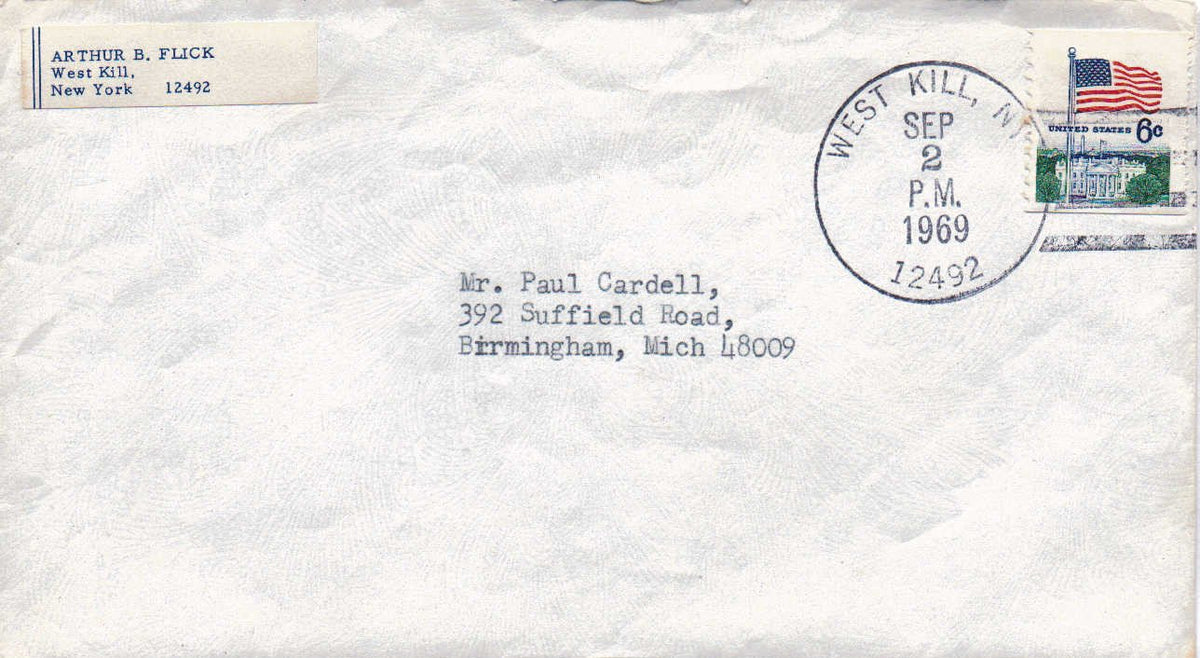 ARTHUR B. FLICK
West Kill,
New York 12492
WEST KILL, NY
SEP
2
P.M.
1969
12492
UNITED STATES 6c
Mr. Paul Cardell,
392 Suffield Road,
Birmingham, Mich 48009